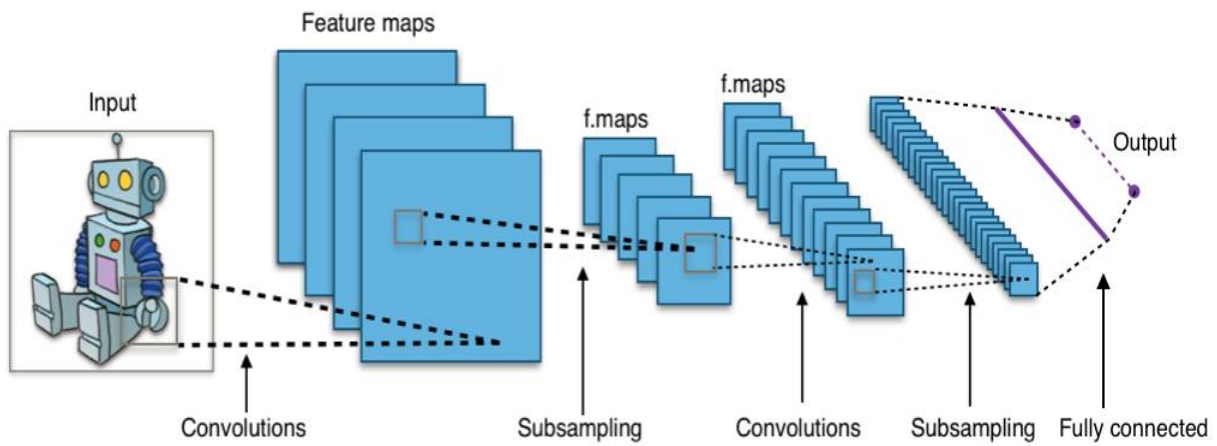 Feature maps
Input
f.maps
f.maps
Output
Convolutions
Subsampling
Convolutions
Subsampling
Fully connected